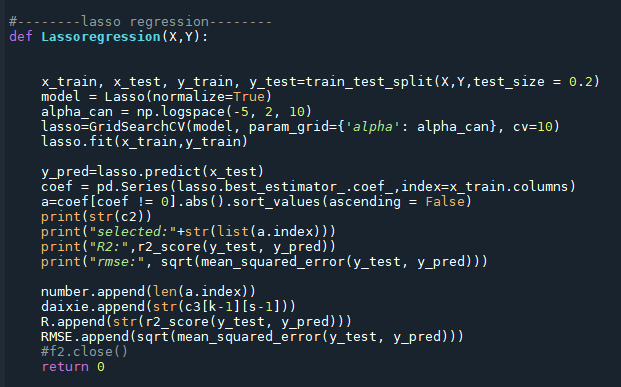 #--------lasso regression--------
def Lassoregression(X,Y):
x_train, x_test, y_train, y_test=train_test_split(X,Y,test_size = 0.2)
model = Lasso(normalize=True)
alpha_can = np.logspace(-5, 2, 10)
lasso=GridSearchCV(model, param_grid={'alpha': alpha_can}, cv=10)
lasso.fit(x_train,y_train)
y_pred=lasso.predict(x_test)
coef = pd.Series(lasso.best_estimator_.coef_,index=x_train.columns)
a=coef[coef != 0].abs().sort_values(ascending = False)
print(str(c2))
print("selected:"+str(list(a.index)))
print("R2:",r2_score(y_test, y_pred))
print("rmse:", sqrt(mean_squared_error(y_test, y_pred)))
number.append(len(a.index))
daixie.append(str(c3[k-1][s-1]))
R.append(str(r2_score(y_test, y_pred)))
RMSE.append(sqrt(mean_squared_error(y_test, y_pred)))
#f2.close()
return 0